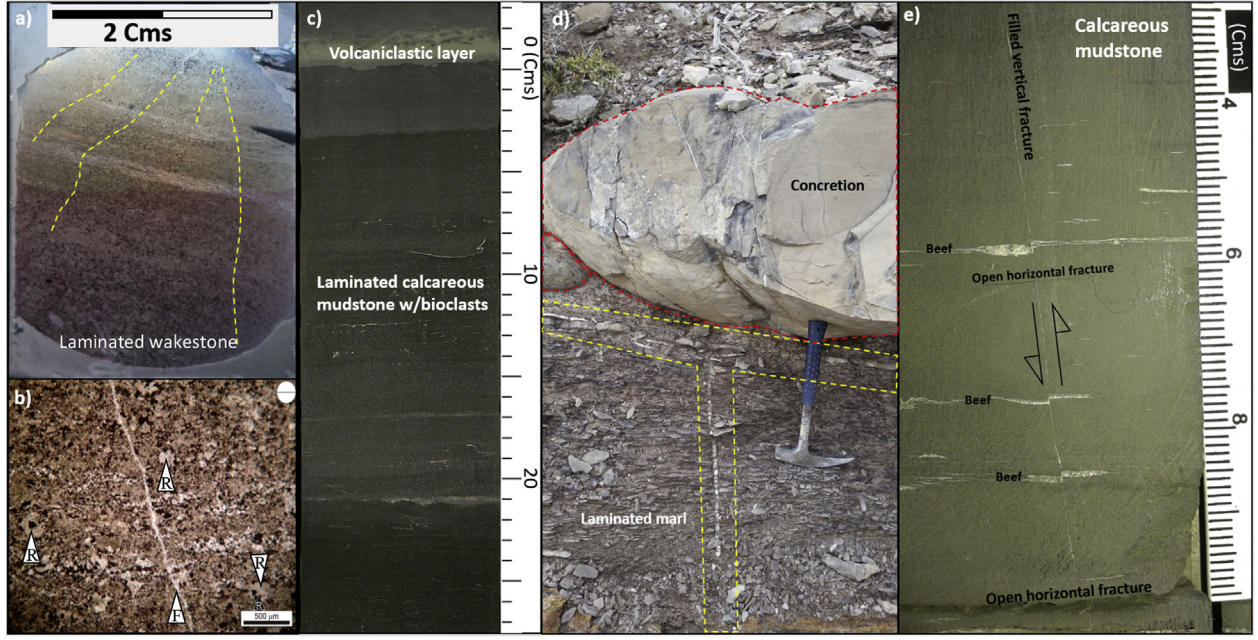 a)
2 Cms
Laminated wakestone
b)
R
R
R
R
F
500 µm
c)
Volcaniclastic layer
Laminated calcareous
mudstone w/bioclasts
0 (Cms)
10
20
d)
Concretion
Laminated marl
e)
Calcareous
mudstone
(Cms)
Filled vertical fracture
4
Beef
6
Open horizontal fracture
Beef
8
Beef
Open horizontal fracture